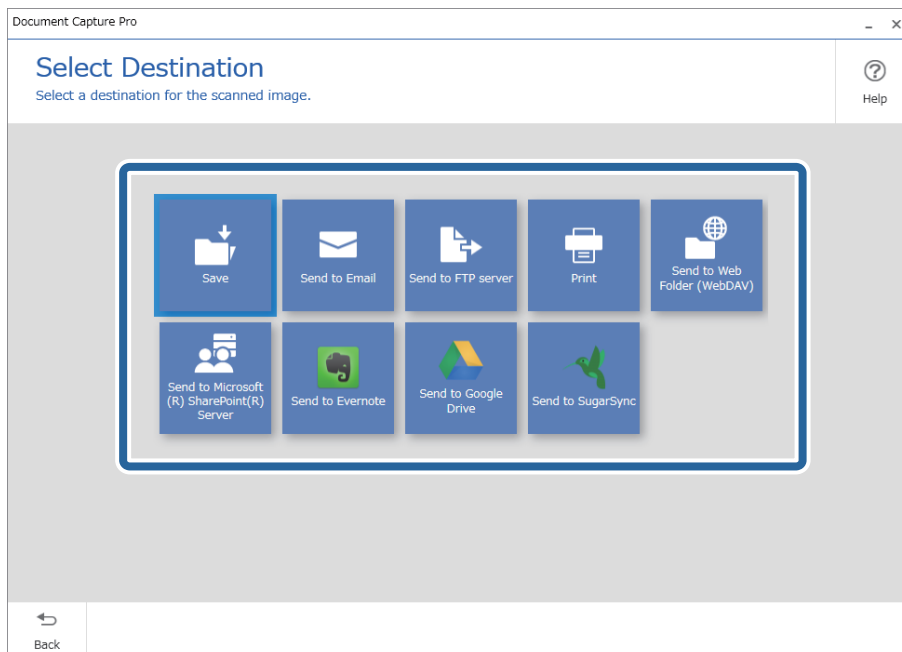 Document Capture Pro
Select Destination
Select a destination for the scanned image.
Help
Save
Send to Email
Send to FTP server
Print
Send to Web
Folder (WebDAV)
Send to Microsoft
(R) SharePoint(R)
Server
Send to Evernote
Send to Google
Drive
Send to SugarSync
Back